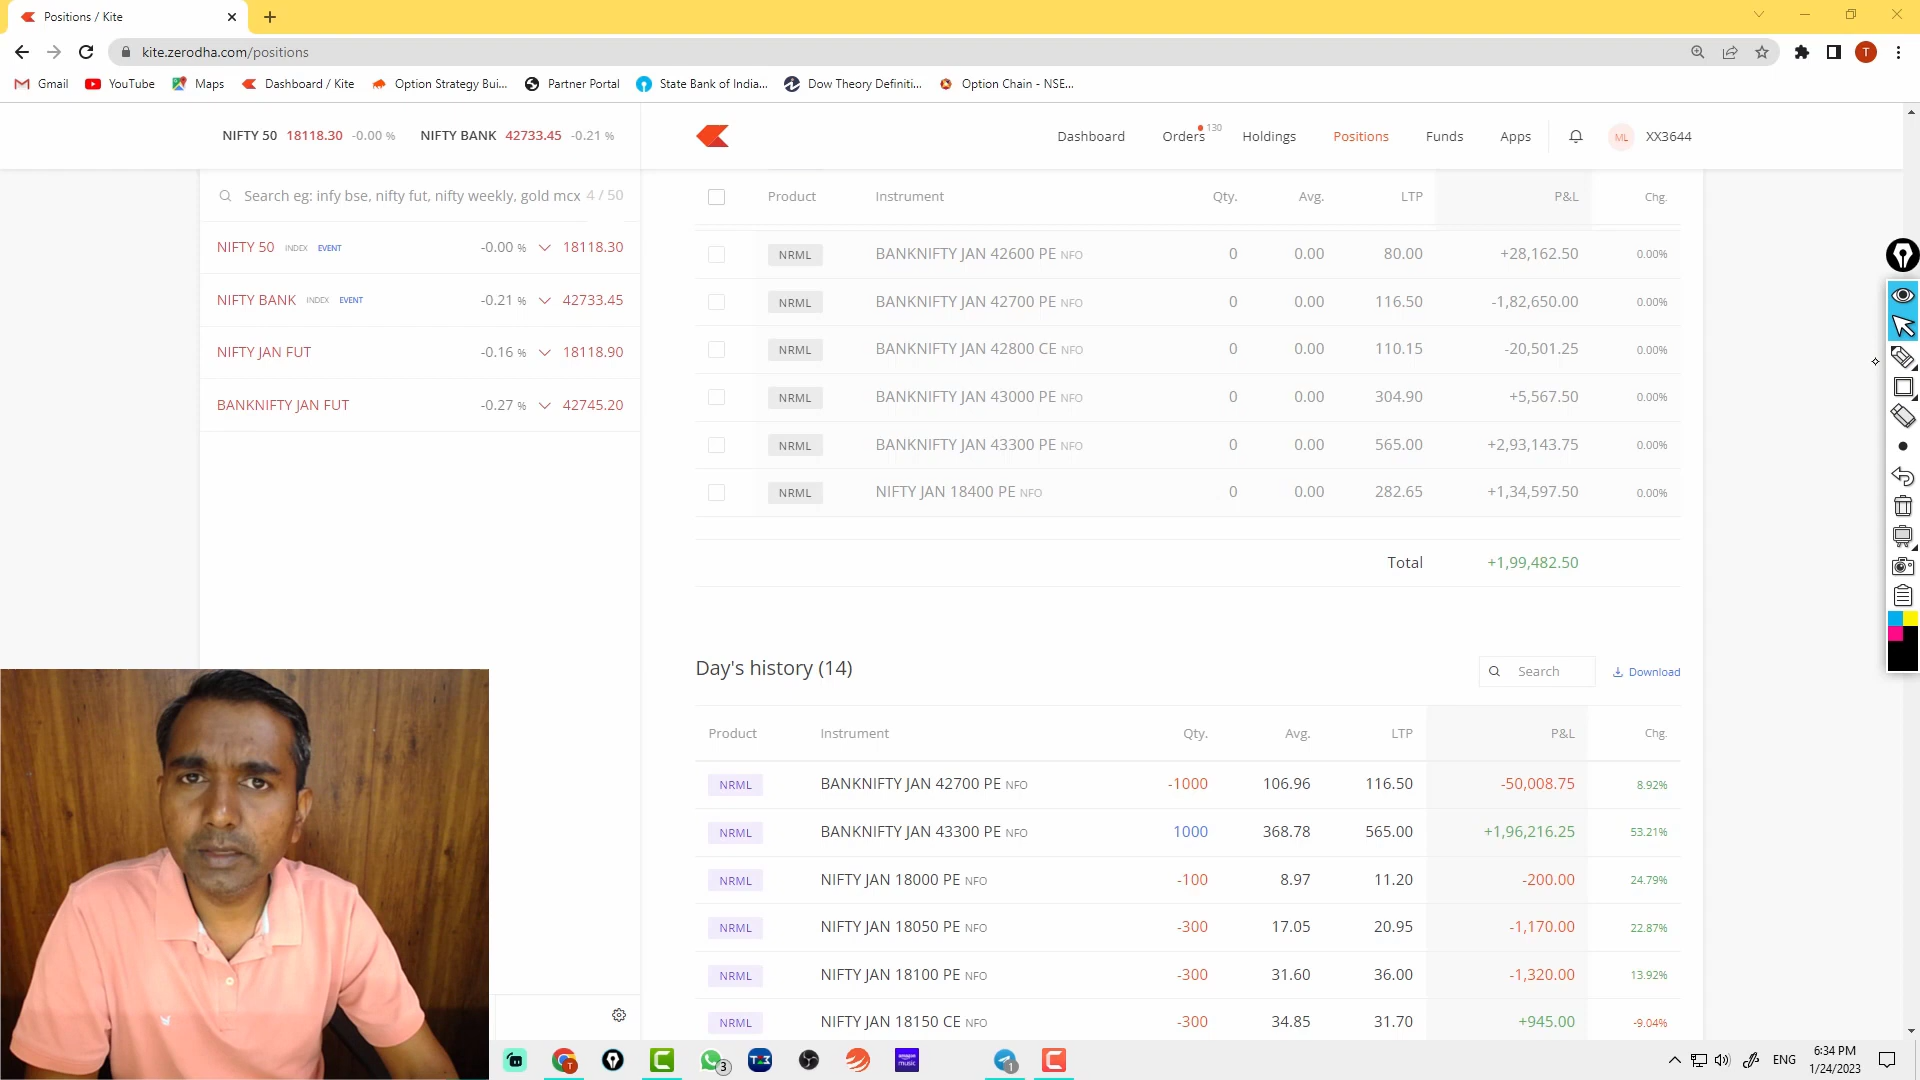 Positions / Kite
kite.zerodha.com/positions
Gmail YouTube Maps Dashboard / Kite Option Strategy Bui... Partner Portal State Bank of India... Dow Theory Definiti... Option Chain - NSE...
NIFTY 50 18118.30 -0.00 % NIFTY BANK 42733.45 -0.21 %
Dashboard Orders 130 Holdings Positions Funds Apps ML XX3644
Search eg: infy bse, nifty fut, nifty weekly, gold mcx 4 / 50
NIFTY 50 INDEX EVENT -0.00 % 18118.30
NIFTY BANK INDEX EVENT -0.21 % 42733.45
NIFTY JAN FUT -0.16 % 18118.90
BANKNIFTY JAN FUT -0.27 % 42745.20
Product Instrument Qty. Avg. LTP P&L Chg.
NRML BANKNIFTY JAN 42600 PE NFO 0 0.00 80.00 +28,162.50 0.00%
NRML BANKNIFTY JAN 42700 PE NFO 0 0.00 116.50 -1,82,650.00 0.00%
NRML BANKNIFTY JAN 42800 CE NFO 0 0.00 110.15 -20,501.25 0.00%
NRML BANKNIFTY JAN 43000 PE NFO 0 0.00 304.90 +5,567.50 0.00%
NRML BANKNIFTY JAN 43300 PE NFO 0 0.00 565.00 +2,93,143.75 0.00%
NRML NIFTY JAN 18400 PE NFO 0 0.00 282.65 +1,34,597.50 0.00%
Total +1,99,482.50
Day's history (14) Search Download
Product Instrument Qty. Avg. LTP P&L Chg.
NRML BANKNIFTY JAN 42700 PE NFO -1000 106.96 116.50 -50,008.75 8.92%
NRML BANKNIFTY JAN 43300 PE NFO 1000 368.78 565.00 +1,96,216.25 53.21%
NRML NIFTY JAN 18000 PE NFO -100 8.97 11.20 -200.00 24.79%
NRML NIFTY JAN 18050 PE NFO -300 17.05 20.95 -1,170.00 22.87%
NRML NIFTY JAN 18100 PE NFO -300 31.60 36.00 -1,320.00 13.92%
NRML NIFTY JAN 18150 CE NFO -300 34.85 31.70 +945.00 -9.04%
T
3
1
ENG
6:34 PM
1/24/2023